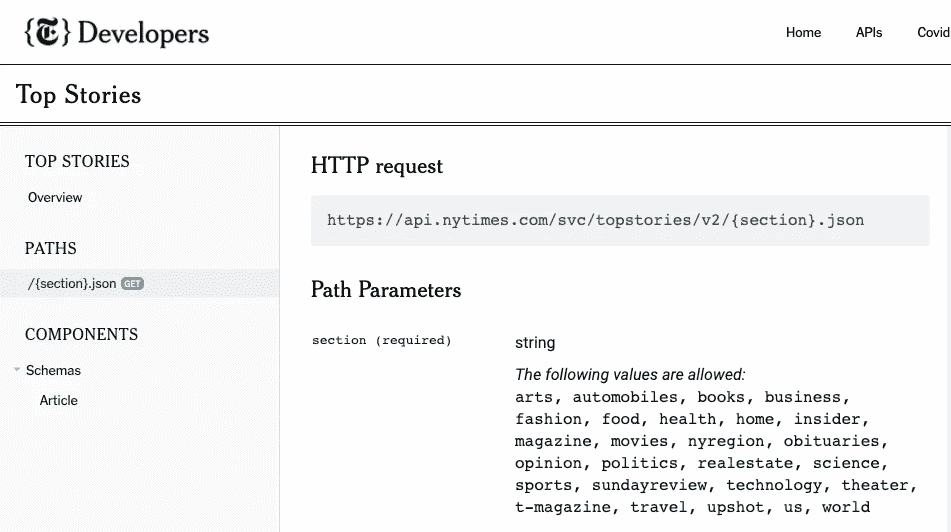 {T} Developers
Home APIs Covid
Top Stories
TOP STORIES
Overview
PATHS
/{section}.json GET
COMPONENTS
Schemas
Article
HTTP request
https://api.nytimes.com/svc/topstories/v2/{section}.json
Path Parameters
section (required)
string
The following values are allowed:
arts, automobiles, books, business,
fashion, food, health, home, insider,
magazine, movies, nyregion, obituaries,
opinion, politics, realestate, science,
sports, sundayreview, technology, theater,
t-magazine, travel, upshot, us, world